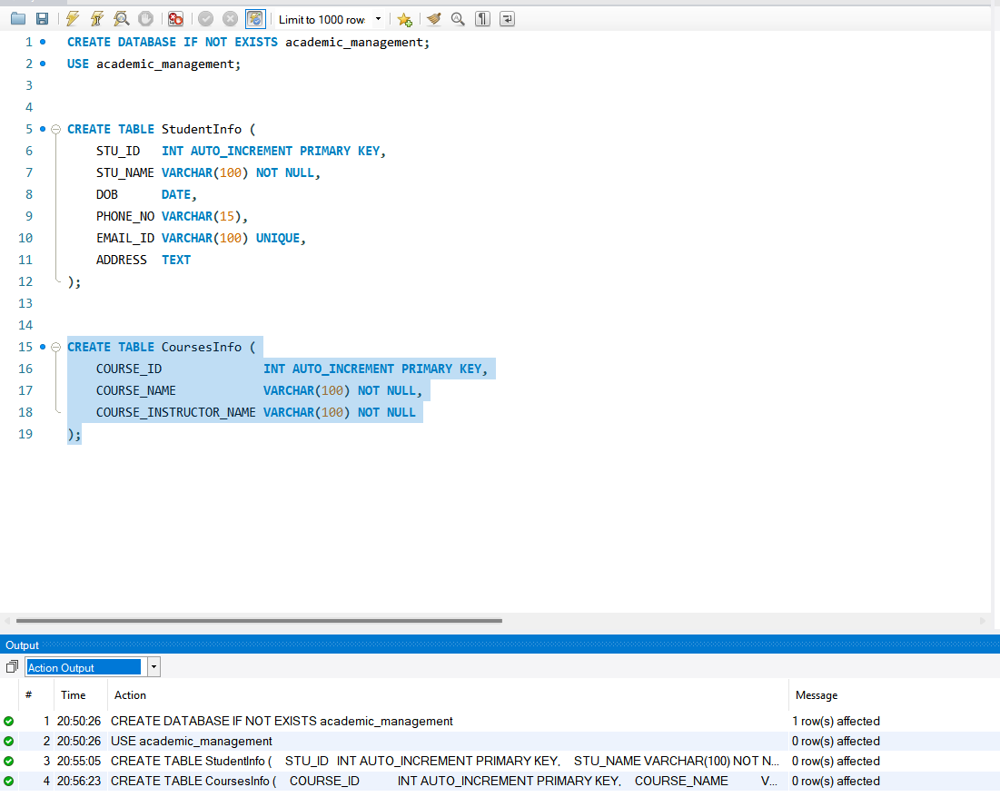 Limit to 1000 rows
1 CREATE DATABASE IF NOT EXISTS academic_management;
2 USE academic_management;
3
4
5 CREATE TABLE StudentInfo (
6 STU_ID INT AUTO_INCREMENT PRIMARY KEY,
7 STU_NAME VARCHAR(100) NOT NULL,
8 DOB DATE,
9 PHONE_NO VARCHAR(15),
10 EMAIL_ID VARCHAR(100) UNIQUE,
11 ADDRESS TEXT
12 );
13
14
15 CREATE TABLE CoursesInfo (
16 COURSE_ID INT AUTO_INCREMENT PRIMARY KEY,
17 COURSE_NAME VARCHAR(100) NOT NULL,
18 COURSE_INSTRUCTOR_NAME VARCHAR(100) NOT NULL
19 );
Output
Action Output
# Time Action Message
1 20:50:26 CREATE DATABASE IF NOT EXISTS academic_management 1 row(s) affected
2 20:50:26 USE academic_management 0 row(s) affected
3 20:55:05 CREATE TABLE StudentInfo ( STU_ID INT AUTO_INCREMENT PRIMARY KEY, STU_NAME VARCHAR(100) NOT N... 0 row(s) affected
4 20:56:23 CREATE TABLE CoursesInfo ( COURSE_ID INT AUTO_INCREMENT PRIMARY KEY, COURSE_NAME V... 0 row(s) affected